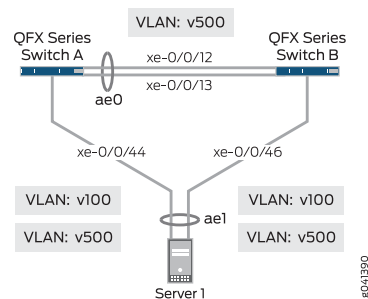 VLAN: v500
QFX Series
Switch A
QFX Series
Switch B
xe-0/0/12
xe-0/0/13
ae0
xe-0/0/44
xe-0/0/46
VLAN: v100
VLAN: v500
VLAN: v100
VLAN: v500
ae1
Server 1
g041390